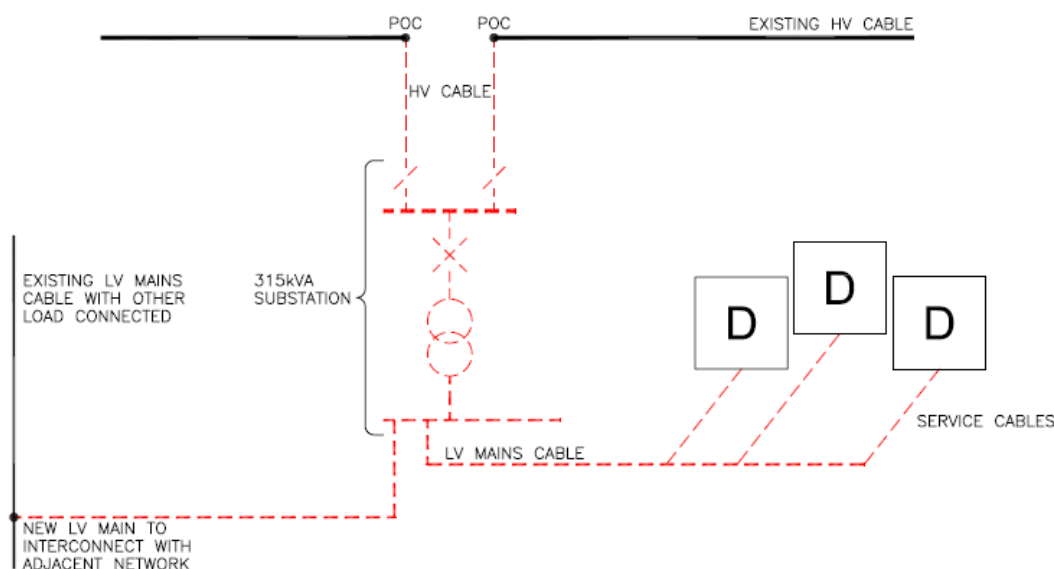 POC
POC
EXISTING HV CABLE
HV CABLE
EXISTING LV MAINS
CABLE WITH OTHER
LOAD CONNECTED
315kVA
SUBSTATION
D
D
D
SERVICE CABLES
LV MAINS CABLE
NEW LV MAIN TO
INTERCONNECT WITH
ADJACENT NETWORK